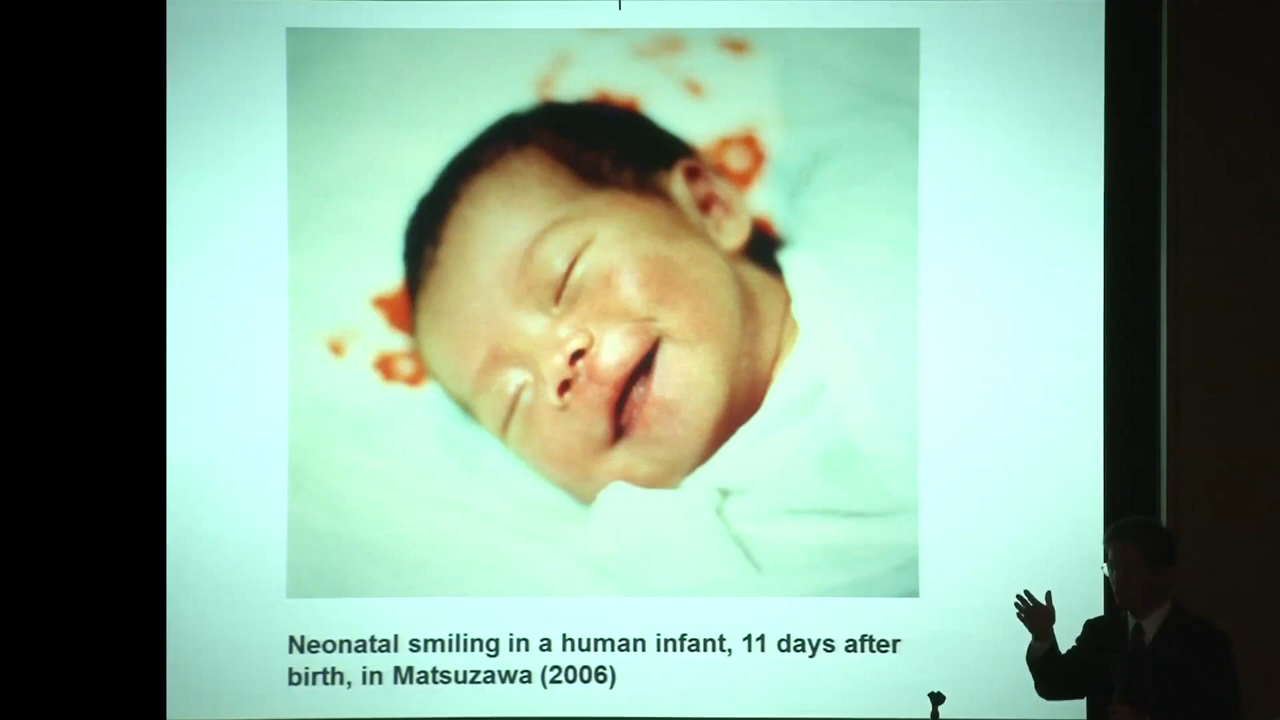 Neonatal smiling in a human infant, 11 days after
birth, in Matsuzawa (2006)